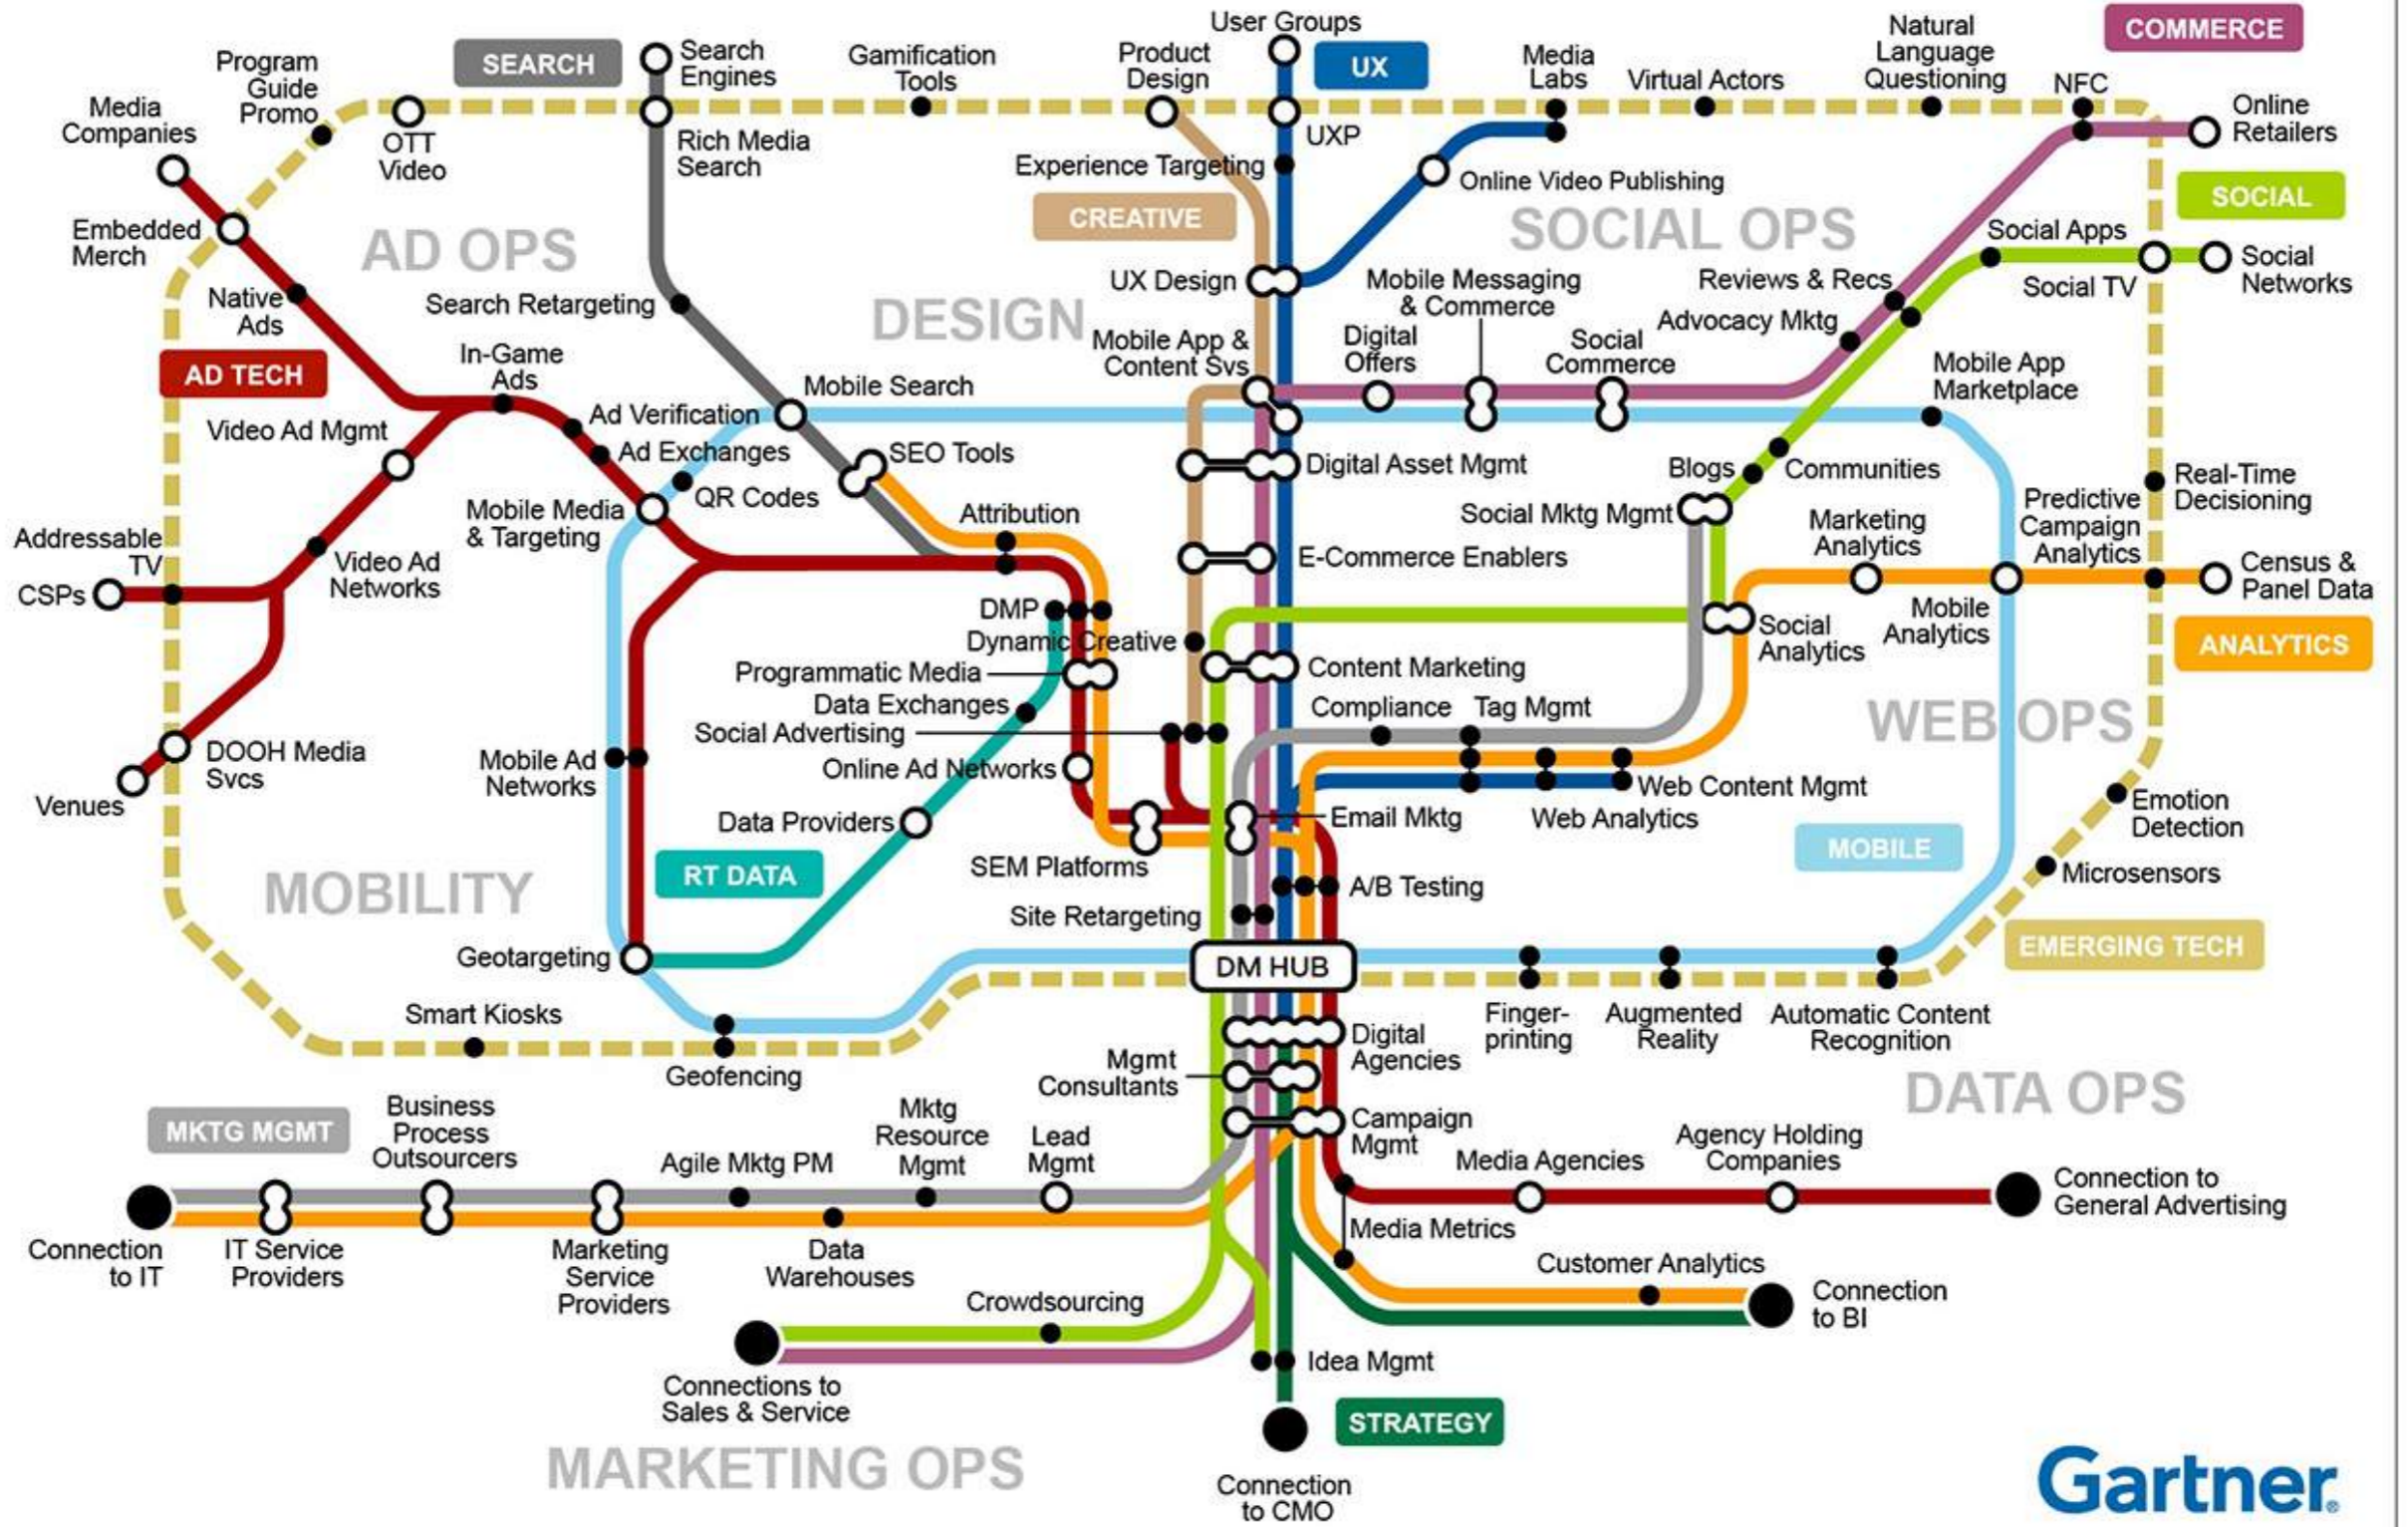 User Groups
COMMERCE
Program
Guide
Promo
SEARCH
Search
Engines
Gamification
Tools
Product
Design
UX
Media
Labs
Virtual Actors
Natural
Language
Questioning
NFC
Online
Retailers
Media
Companies
OTT
Video
Rich Media
Search
UXP
Experience Targeting
Online Video Publishing
CREATIVE
SOCIAL
Embedded
Merch
AD OPS
SOCIAL OPS
Social Apps
Social
Networks
Social TV
Native
Ads
Search Retargeting
DESIGN
UX Design
Mobile Messaging
& Commerce
Reviews & Recs
Advocacy Mktg
Mobile App &
Content Svs
Digital
Offers
Social
Commerce
Mobile App
Marketplace
AD TECH
In-Game
Ads
Mobile Search
Video Ad Mgmt
Ad Verification
Ad Exchanges
SEO Tools
QR Codes
Digital Asset Mgmt
Blogs
Communities
Real-Time
Decisioning
Mobile Media
& Targeting
Attribution
Social Mktg Mgmt
Marketing
Analytics
Predictive
Campaign
Analytics
Addressable
TV
CSPs
Video Ad
Networks
E-Commerce Enablers
Census &
Panel Data
DMP
Dynamic Creative
Mobile
Analytics
Social
Analytics
ANALYTICS
Programmatic Media
Content Marketing
Data Exchanges
Social Advertising
Compliance
Tag Mgmt
WEB OPS
DOOH Media
Svcs
Mobile Ad
Networks
Online Ad Networks
Web Content Mgmt
Venues
Data Providers
Email Mktg
Web Analytics
Emotion
Detection
MOBILE
SEM Platforms
RT DATA
A/B Testing
Microsensors
MOBILITY
Site Retargeting
Geotargeting
DM HUB
EMERGING TECH
Smart Kiosks
Geofencing
Digital
Agencies
Finger-
printing
Augmented
Reality
Automatic Content
Recognition
Mgmt
Consultants
DATA OPS
MKTG MGMT
Business
Process
Outsourcers
Agile Mktg PM
Mktg
Resource
Mgmt
Lead
Mgmt
Campaign
Mgmt
Media Agencies
Agency Holding
Companies
Connection to
General Advertising
Media Metrics
Connection
to IT
IT Service
Providers
Marketing
Service
Providers
Data
Warehouses
Customer Analytics
Connection
to BI
Crowdsourcing
Idea Mgmt
Connections to
Sales & Service
STRATEGY
MARKETING OPS
Connection
to CMO
Gartner®